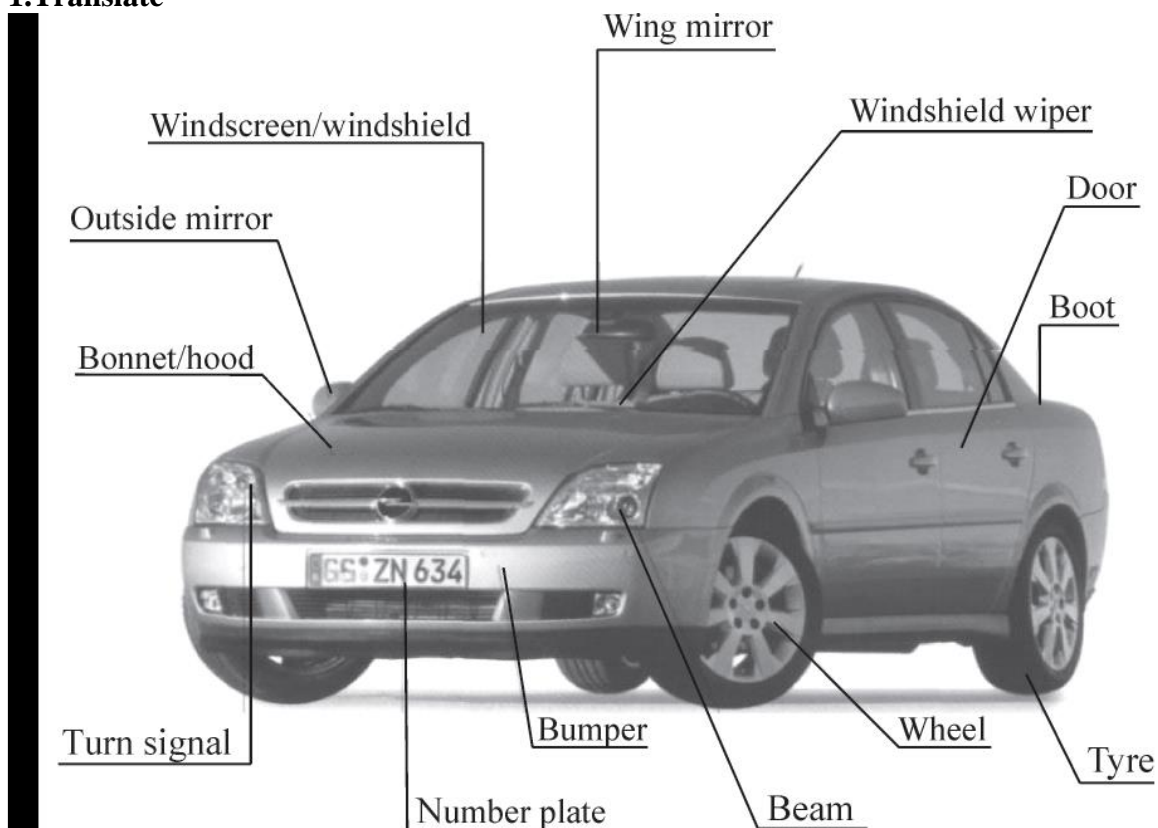 1.Translate
Wing mirror
Windscreen/windshield
Windshield wiper
Door
Outside mirror
Boot
Bonnet/hood
GS ZN 634
Turn signal
Bumper
Wheel
Tyre
Number plate
Beam